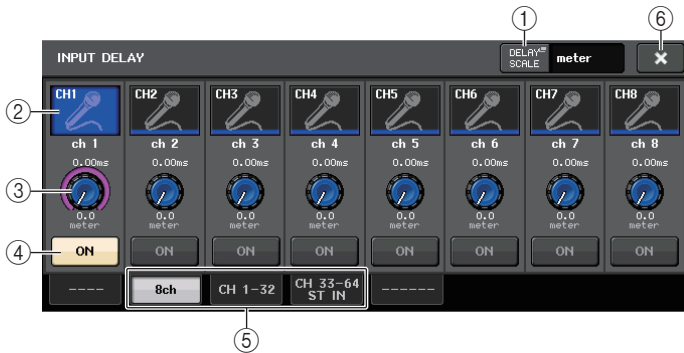 ① ⑥
INPUT DELAY DELAY SCALE meter ×
② CH1 CH2 CH3 CH4 CH5 CH6 CH7 CH8
ch 1 ch 2 ch 3 ch 4 ch 5 ch 6 ch 7 ch 8
0.00ms 0.00ms 0.00ms 0.00ms 0.00ms 0.00ms 0.00ms 0.00ms
③
0.0 0.0 0.0 0.0 0.0 0.0 0.0 0.0
meter meter meter meter meter meter meter meter
④ ON ON ON ON ON ON ON ON
---- 8ch CH 1-32 CH 33-64 ST IN ------
⑤